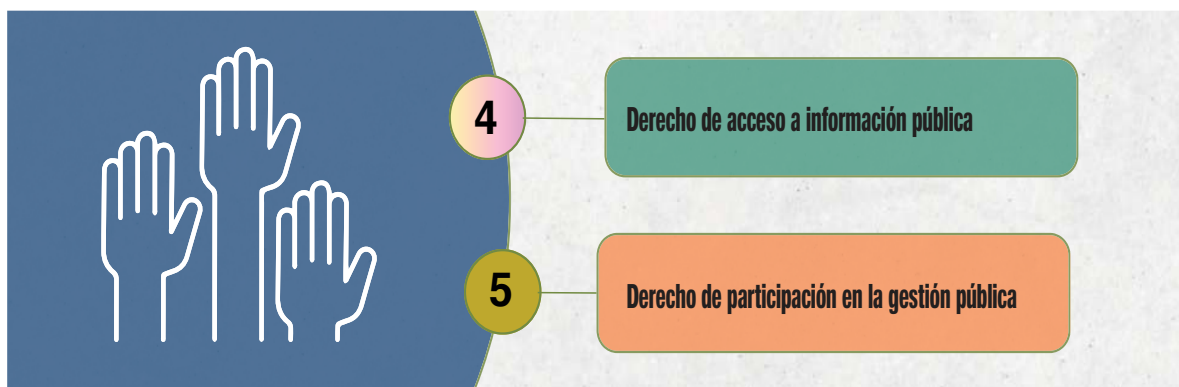 4
Derecho de acceso a información pública
5
Derecho de participación en la gestión pública